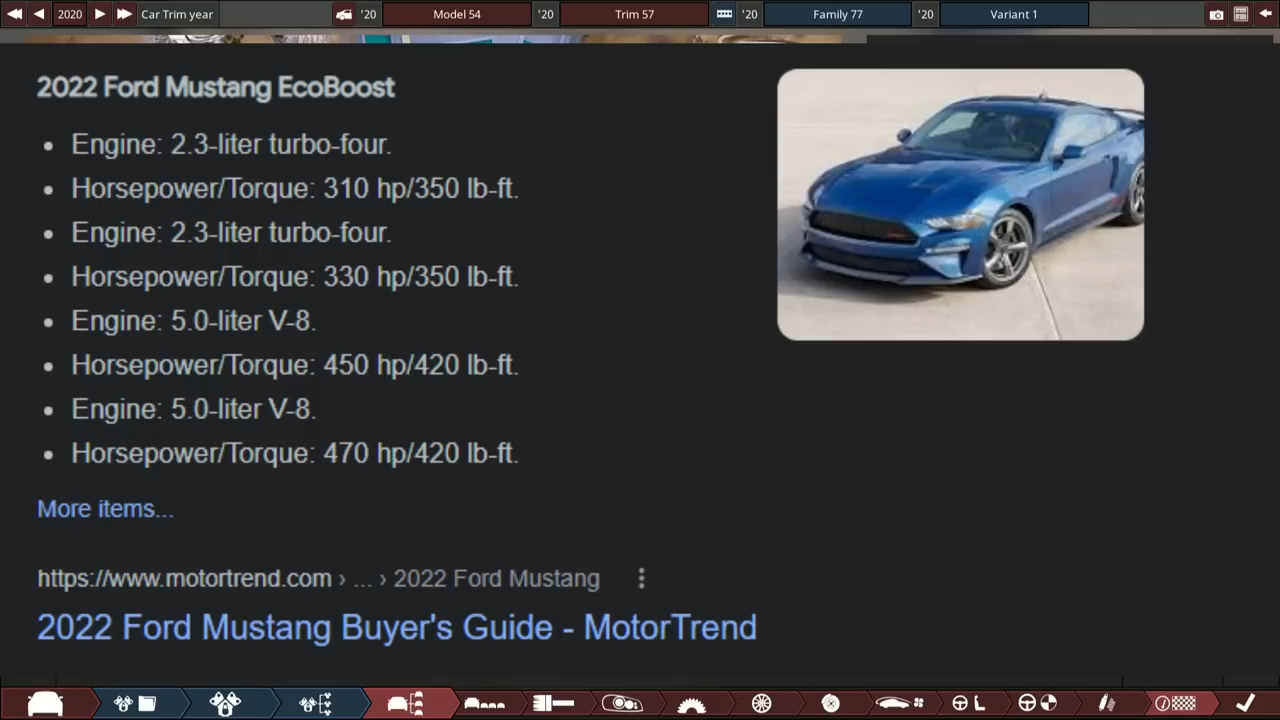 2020
Car Trim year
'20
Model 54
'20
Trim 57
'20
Family 77
'20
Variant 1
2022 Ford Mustang EcoBoost
• Engine: 2.3-liter turbo-four.
• Horsepower/Torque: 310 hp/350 lb-ft.
• Engine: 2.3-liter turbo-four.
• Horsepower/Torque: 330 hp/350 lb-ft.
• Engine: 5.0-liter V-8.
• Horsepower/Torque: 450 hp/420 lb-ft.
• Engine: 5.0-liter V-8.
• Horsepower/Torque: 470 hp/420 lb-ft.
More items...
https://www.motortrend.com › ... › 2022 Ford Mustang
2022 Ford Mustang Buyer's Guide - MotorTrend